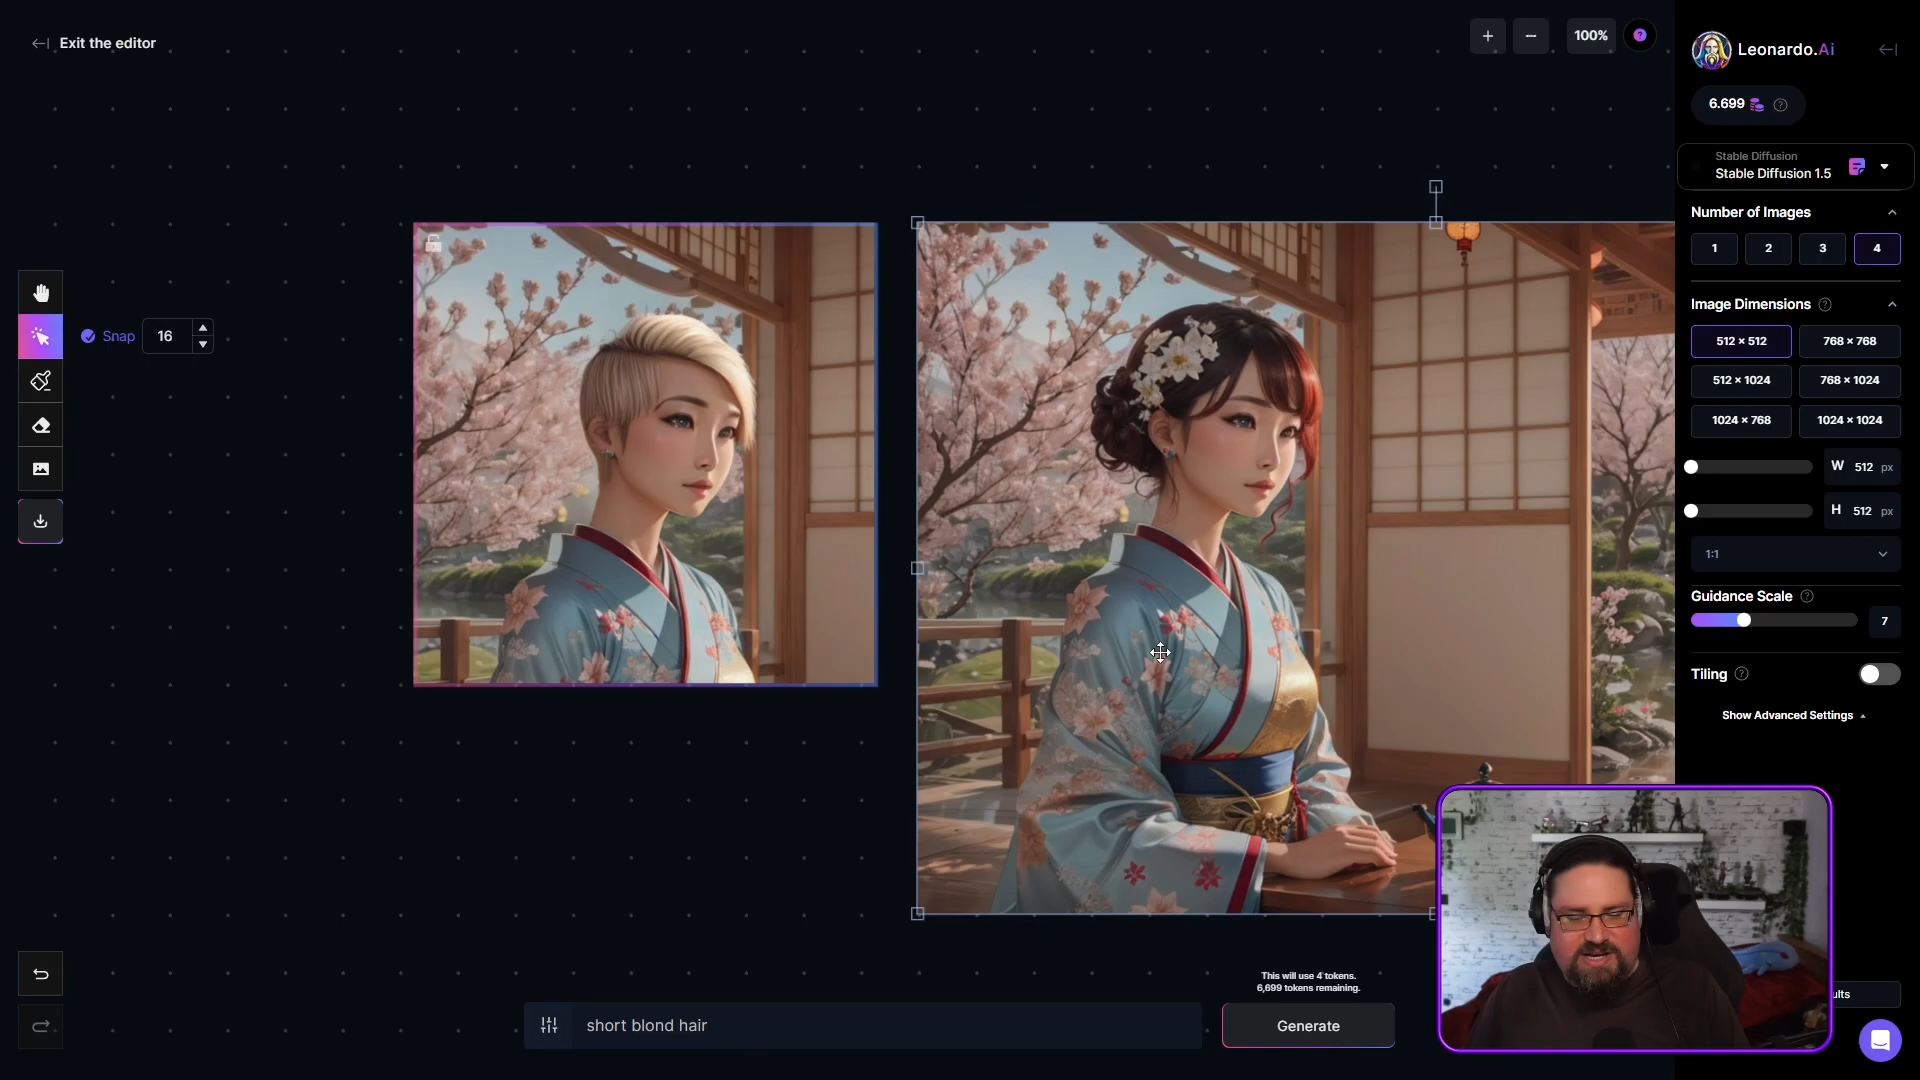 Exit the editor
100%
?
Leonardo.Ai
6.699
?
Stable Diffusion
Stable Diffusion 1.5
Number of Images
1 2 3 4
Snap 16
Image Dimensions ?
512 × 512 768 × 768
512 × 1024 768 × 1024
1024 × 768 1024 × 1024
W 512 px
H 512 px
1:1
Guidance Scale ?
7
Tiling ?
Show Advanced Settings
This will use 4 tokens.
6,699 tokens remaining.
short blond hair
Generate